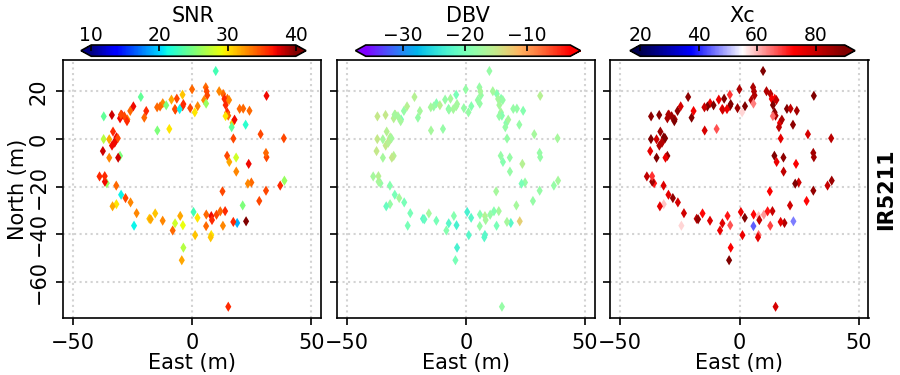 SNR DBV Xc
10 20 30 40 −30 −20 −10 20 40 60 80
20
0
−20
−40
−60
North (m)
−50 0 50 −50 0 50 −50 0 50
East (m) East (m) East (m)
IR5211